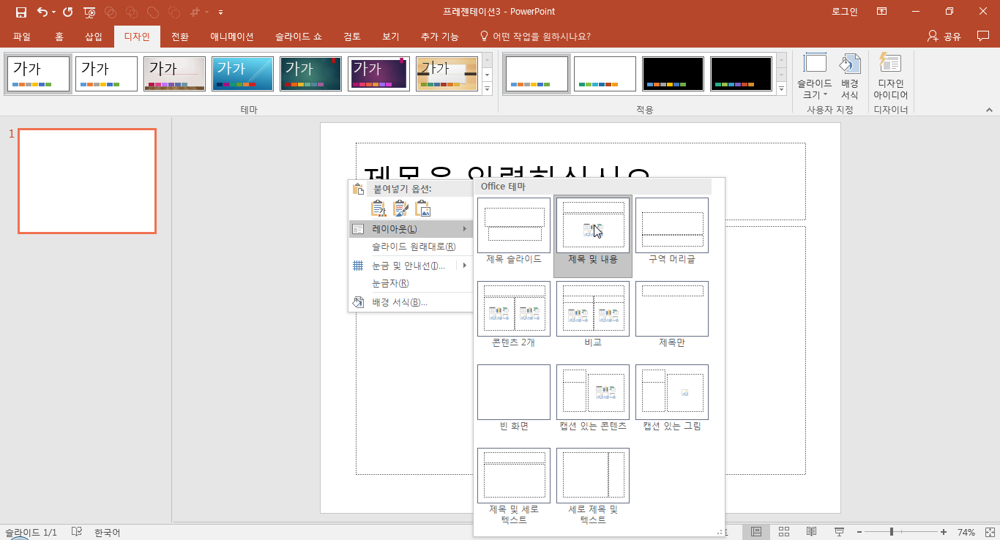 프레젠테이션3 - PowerPoint
로그인
파일 홈 삽입 디자인 전환 애니메이션 슬라이드 쇼 검토 보기 추가 기능 어떤 작업을 원하시나요? 공유
가가 가가 가가 가가 가가 가가 가가
슬라이드 크기
배경 서식
디자인 아이디어
테마 적용 사용자 지정 디자이너
1
제목을 입력하십시오
붙여넣기 옵션:
가
레이아웃(L)
슬라이드 원래대로(R)
눈금 및 안내선(I)...
눈금자(R)
배경 서식(B)...
Office 테마
제목 슬라이드 제목 및 내용 구역 머리글
콘텐츠 2개 비교 제목만
빈 화면 캡션 있는 콘텐츠 캡션 있는 그림
제목 및 세로 텍스트
세로 제목 및 텍스트
슬라이드 1/1 한국어 74%